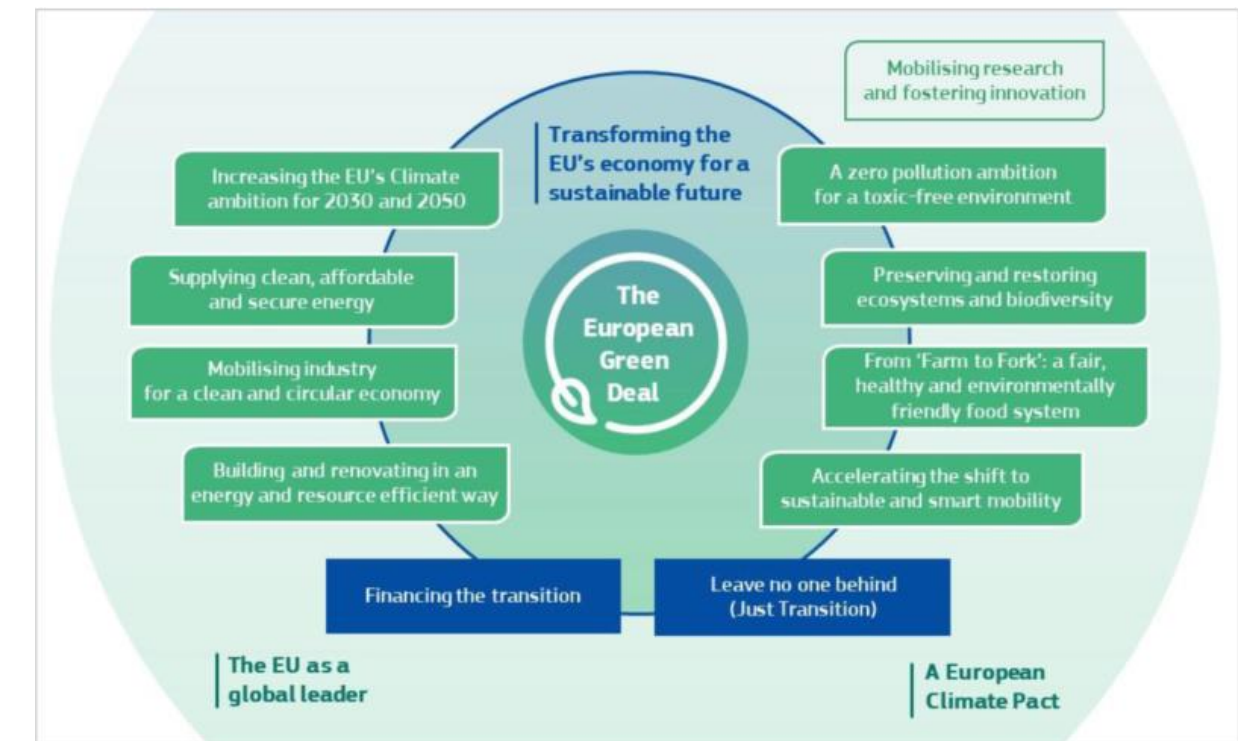 Mobilising research
and fostering innovation
Transforming the
EU's economy for a
sustainable future
Increasing the EU's Climate
ambition for 2030 and 2050
A zero pollution ambition
for a toxic-free environment
Supplying clean, affordable
and secure energy
Preserving and restoring
ecosystems and biodiversity
The
European
Green
Deal
Mobilising industry
for a clean and circular economy
From 'Farm to Fork': a fair,
healthy and environmentally
friendly food system
Building and renovating in an
energy and resource efficient way
Accelerating the shift to
sustainable and smart mobility
Financing the transition
Leave no one behind
(Just Transition)
The EU as a
global leader
A European
Climate Pact